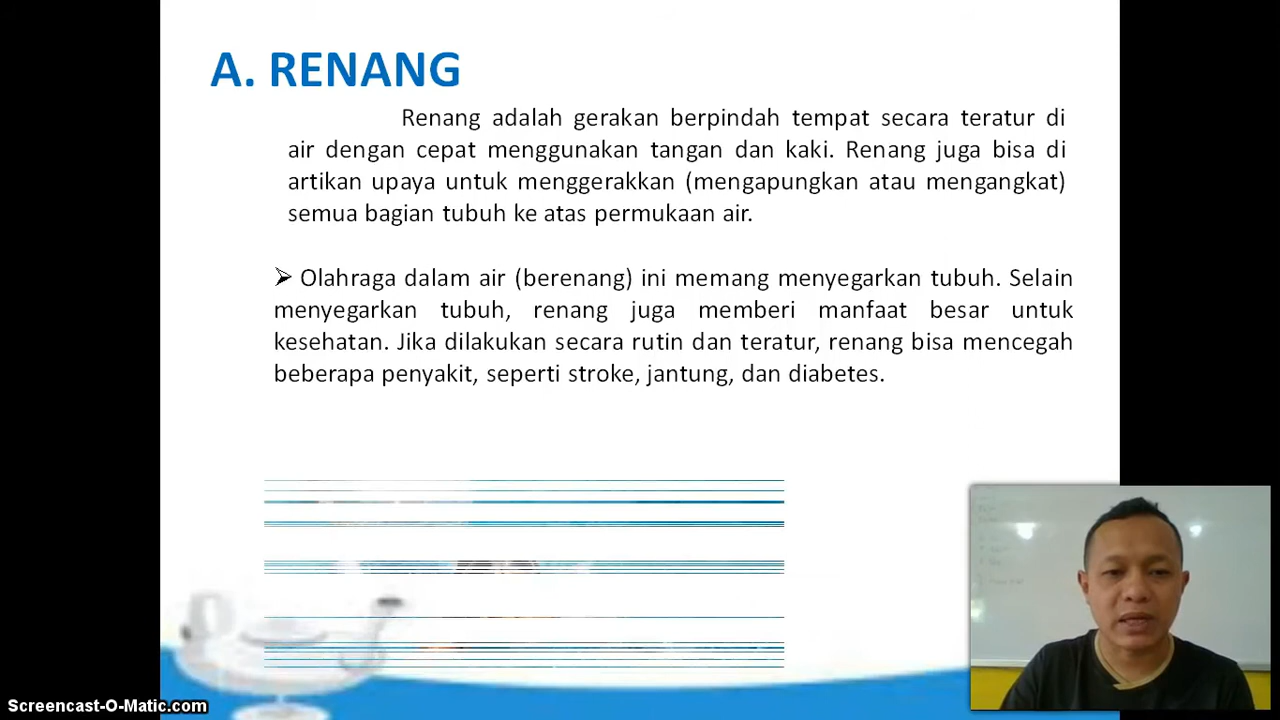 A. RENANG
Renang adalah gerakan berpindah tempat secara teratur di
air dengan cepat menggunakan tangan dan kaki. Renang juga bisa di
artikan upaya untuk menggerakkan (mengapungkan atau mengangkat)
semua bagian tubuh ke atas permukaan air.
➢ Olahraga dalam air (berenang) ini memang menyegarkan tubuh. Selain
menyegarkan tubuh, renang juga memberi manfaat besar untuk
kesehatan. Jika dilakukan secara rutin dan teratur, renang bisa mencegah
beberapa penyakit, seperti stroke, jantung, dan diabetes.
Screencast-O-Matic.com